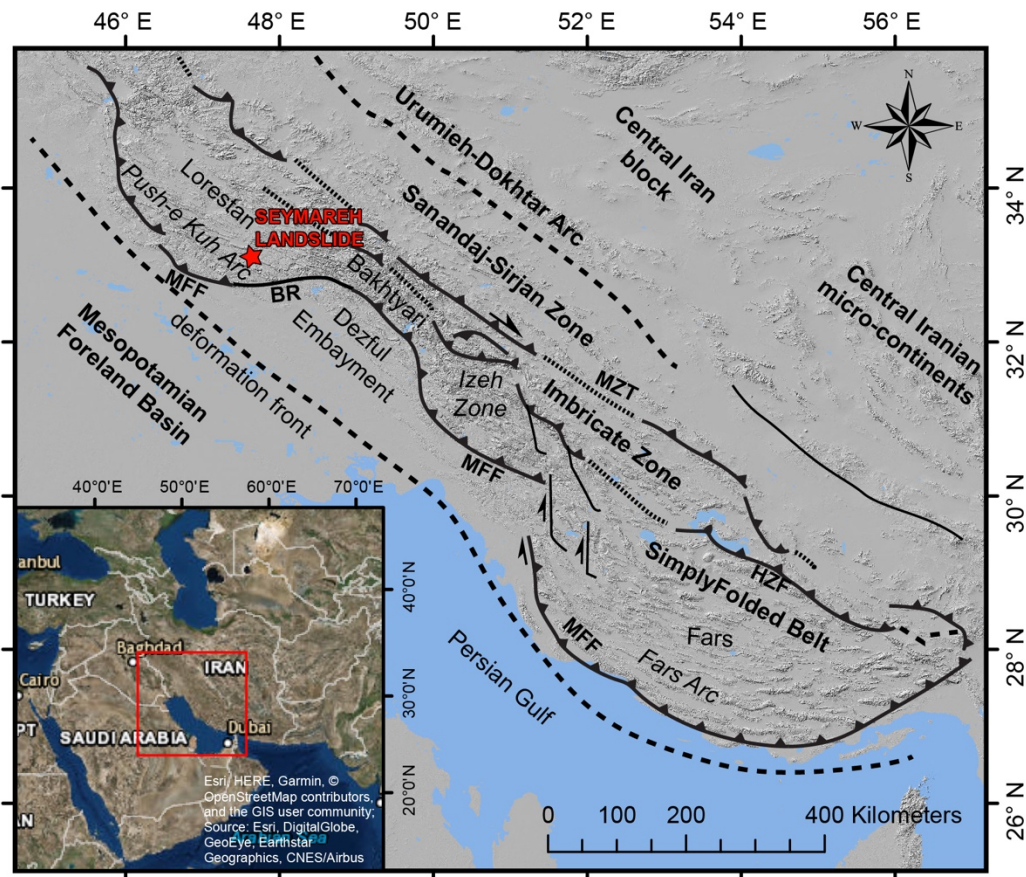 46° E
48° E
50° E
52° E
54° E
56° E
N
W
E
S
Urumieh-Dokhtar Arc
Central Iran
block
34° N
Lorestan
Push-e Kuh Arc
SEYMAREH
LANDSLIDE
Sanandaj-Sirjan Zone
Bakhtyari
Central Iranian
micro-continents
MFF
BR
Mesopotamian
Foreland Basin
deformation front
Dezful
Embayment
32° N
Izeh
Zone
MZT
Imbricate Zone
MFF
30° N
HZF
SimplyFolded Belt
Fars
Fars Arc
MFF
Persian Gulf
28° N
26° N
0
100
200
400 Kilometers
40°0'E
50°0'E
60°0'E
70°0'E
40°0'N
30°0'N
20°0'N
anbul
TURKEY
Baghdad
IRAN
Cairo
PT
SAUDI ARABIA
Dubai
AN
Arabian Sea
Esri, HERE, Garmin, ©
OpenStreetMap contributors,
and the GIS user community;
Source: Esri, DigitalGlobe,
GeoEye, Earthstar
Geographics, CNES/Airbus